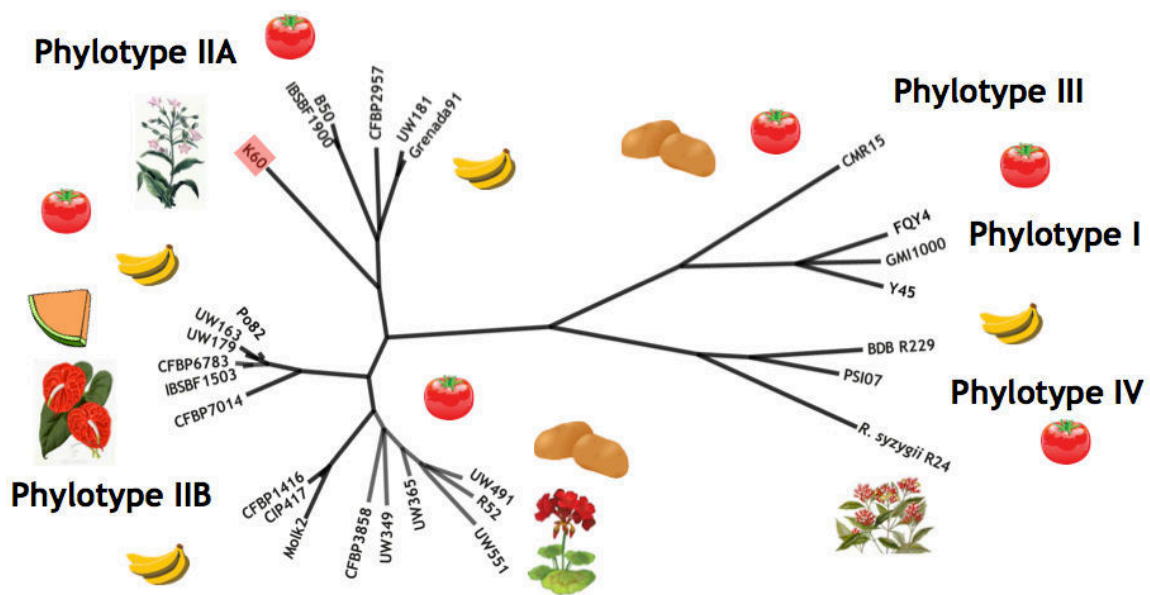 Phylotype IIA
B50
IBSBF1900
CFBP2957
UW181
Grenada91
K60
Phylotype III
CMR15
FQY4
GMI1000
Y45
Phylotype I
BDB R229
PSI07
R. syzygii R24
Phylotype IV
Po82
UW163
UW179
CFBP6783
IBSBF1503
CFBP7014
Phylotype IIB
CFBP1416
CIP417
Molk2
CFBP3858
UW349
UW365
UW491
R52
UW551